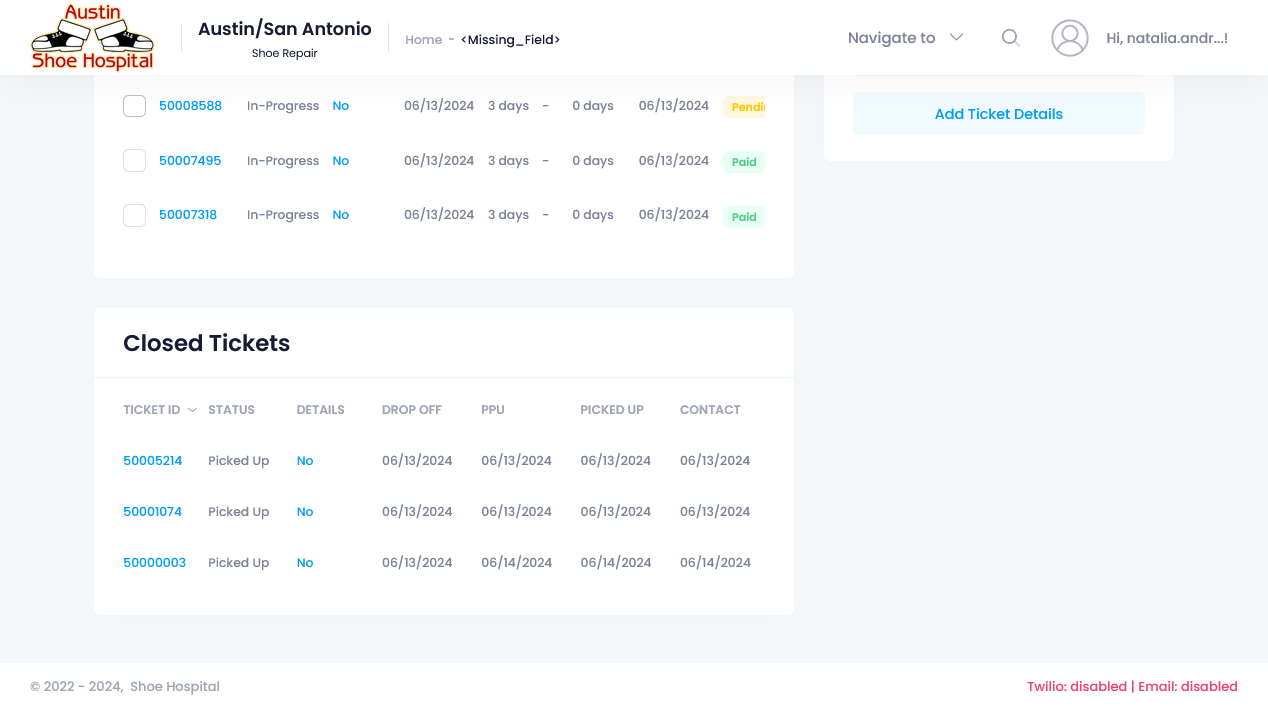 Austin
Shoe Hospital
Austin/San Antonio
Shoe Repair
Home - <Missing_Field>
Navigate to
Hi, natalia.andr...!
50008588 In-Progress No 06/13/2024 3 days - 0 days 06/13/2024 Pendin
50007495 In-Progress No 06/13/2024 3 days - 0 days 06/13/2024 Paid
50007318 In-Progress No 06/13/2024 3 days - 0 days 06/13/2024 Paid
Add Ticket Details
Closed Tickets
TICKET ID STATUS DETAILS DROP OFF PPU PICKED UP CONTACT
50005214 Picked Up No 06/13/2024 06/13/2024 06/13/2024 06/13/2024
50001074 Picked Up No 06/13/2024 06/13/2024 06/13/2024 06/13/2024
50000003 Picked Up No 06/13/2024 06/14/2024 06/14/2024 06/14/2024
© 2022 - 2024, Shoe Hospital
Twilio: disabled | Email: disabled